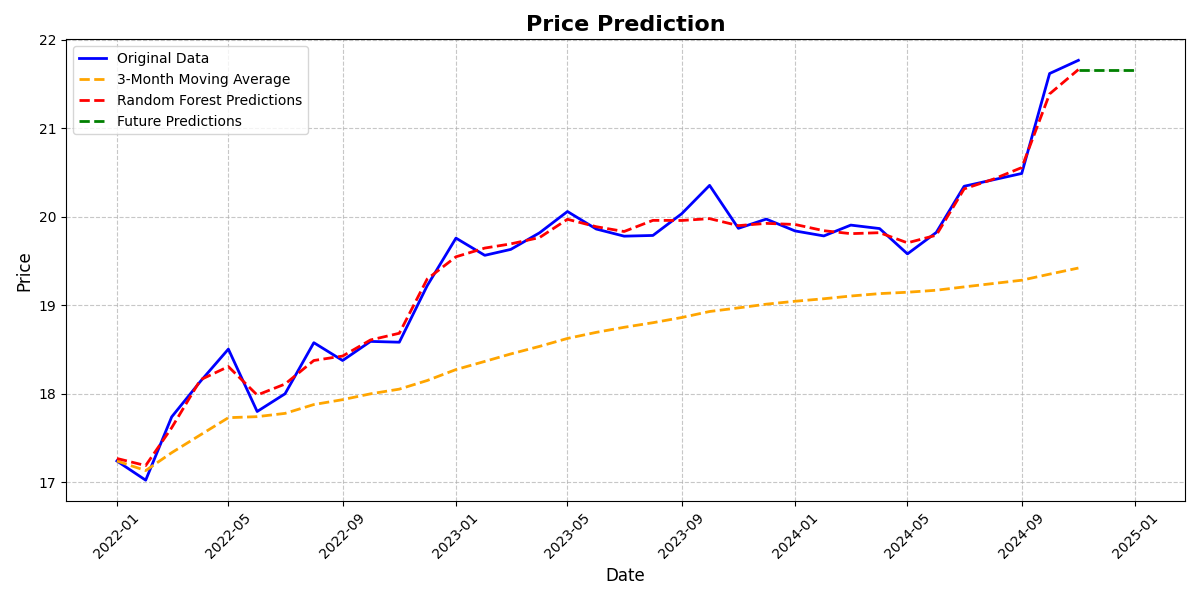 Price Prediction
Original Data
3-Month Moving Average
Random Forest Predictions
Future Predictions
Price
22
21
20
19
18
17
2022-01
2022-05
2022-09
2023-01
2023-05
2023-09
2024-01
2024-05
2024-09
2025-01
Date